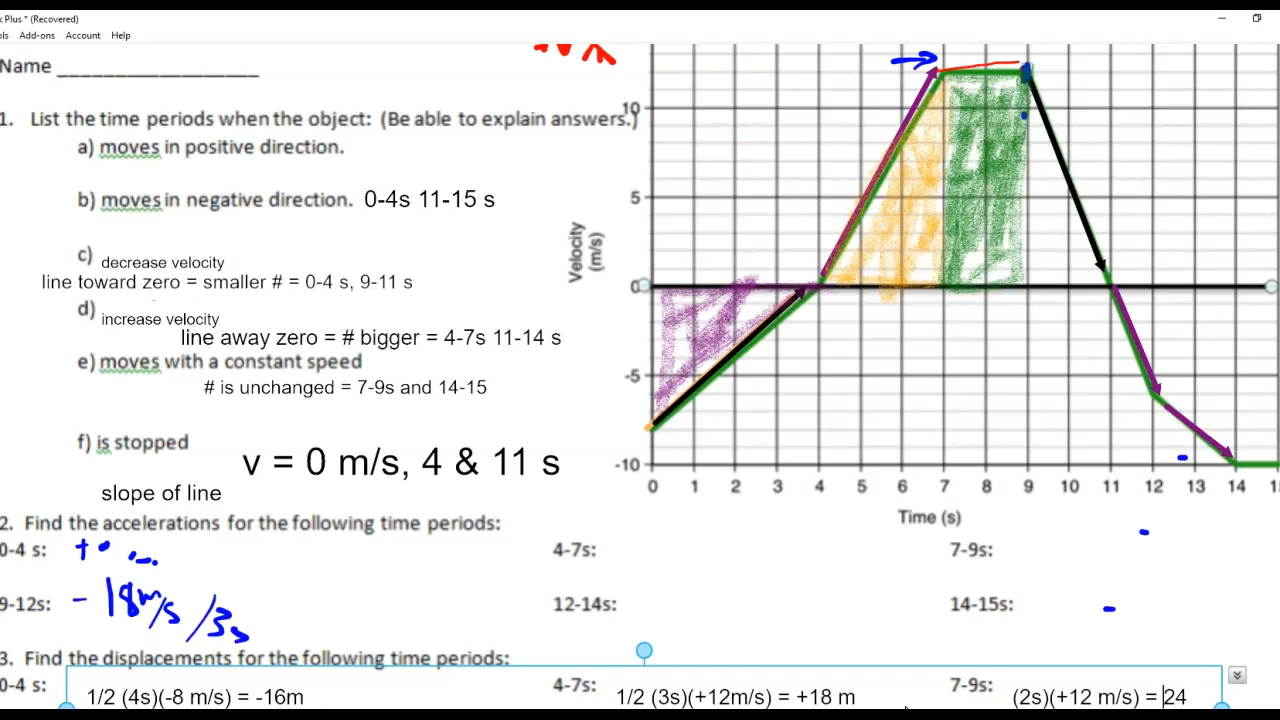 k Plus * (Recovered)
ols Add-ons Account Help
Name ___________________
1. List the time periods when the object: (Be able to explain answers.)
a) moves in positive direction.
b) moves in negative direction. 0-4s 11-15 s
c) decrease velocity
line toward zero = smaller # = 0-4 s, 9-11 s
d) increase velocity
line away zero = # bigger = 4-7s 11-14 s
e) moves with a constant speed
# is unchanged = 7-9s and 14-15
f) is stopped
v = 0 m/s, 4 & 11 s
slope of line
10
5
0
-5
-10
Velocity
(m/s)
0 1 2 3 4 5 6 7 8 9 10 11 12 13 14 15
Time (s)
2. Find the accelerations for the following time periods:
0-4 s: 4-7s: 7-9s:
9-12s: - 18 m/s /3s 12-14s: 14-15s:
3. Find the displacements for the following time periods:
0-4 s: 1/2 (4s)(-8 m/s) = -16m 4-7s: 1/2 (3s)(+12m/s) = +18 m 7-9s: (2s)(+12 m/s) = 24